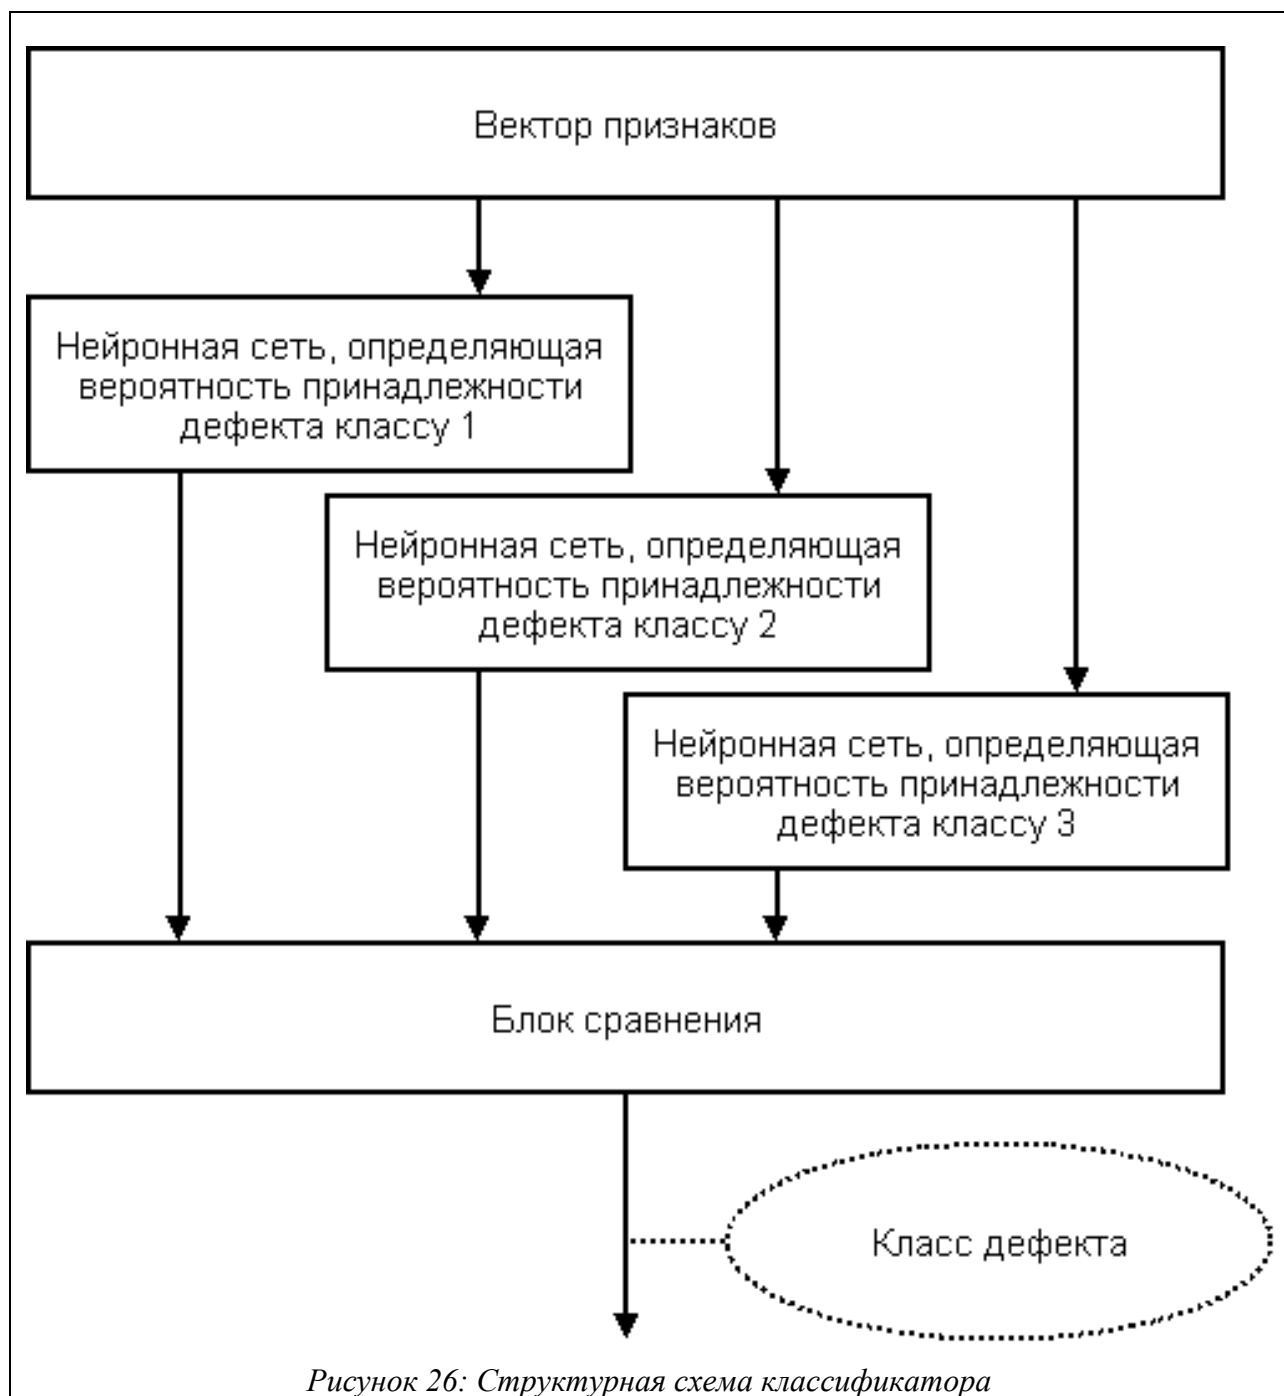 Вектор признаков
Нейронная сеть, определяющая
вероятность принадлежности
дефекта классу 1
Нейронная сеть, определяющая
вероятность принадлежности
дефекта классу 2
Нейронная сеть, определяющая
вероятность принадлежности
дефекта классу 3
Блок сравнения
Класс дефекта
Рисунок 26: Структурная схема классификатора